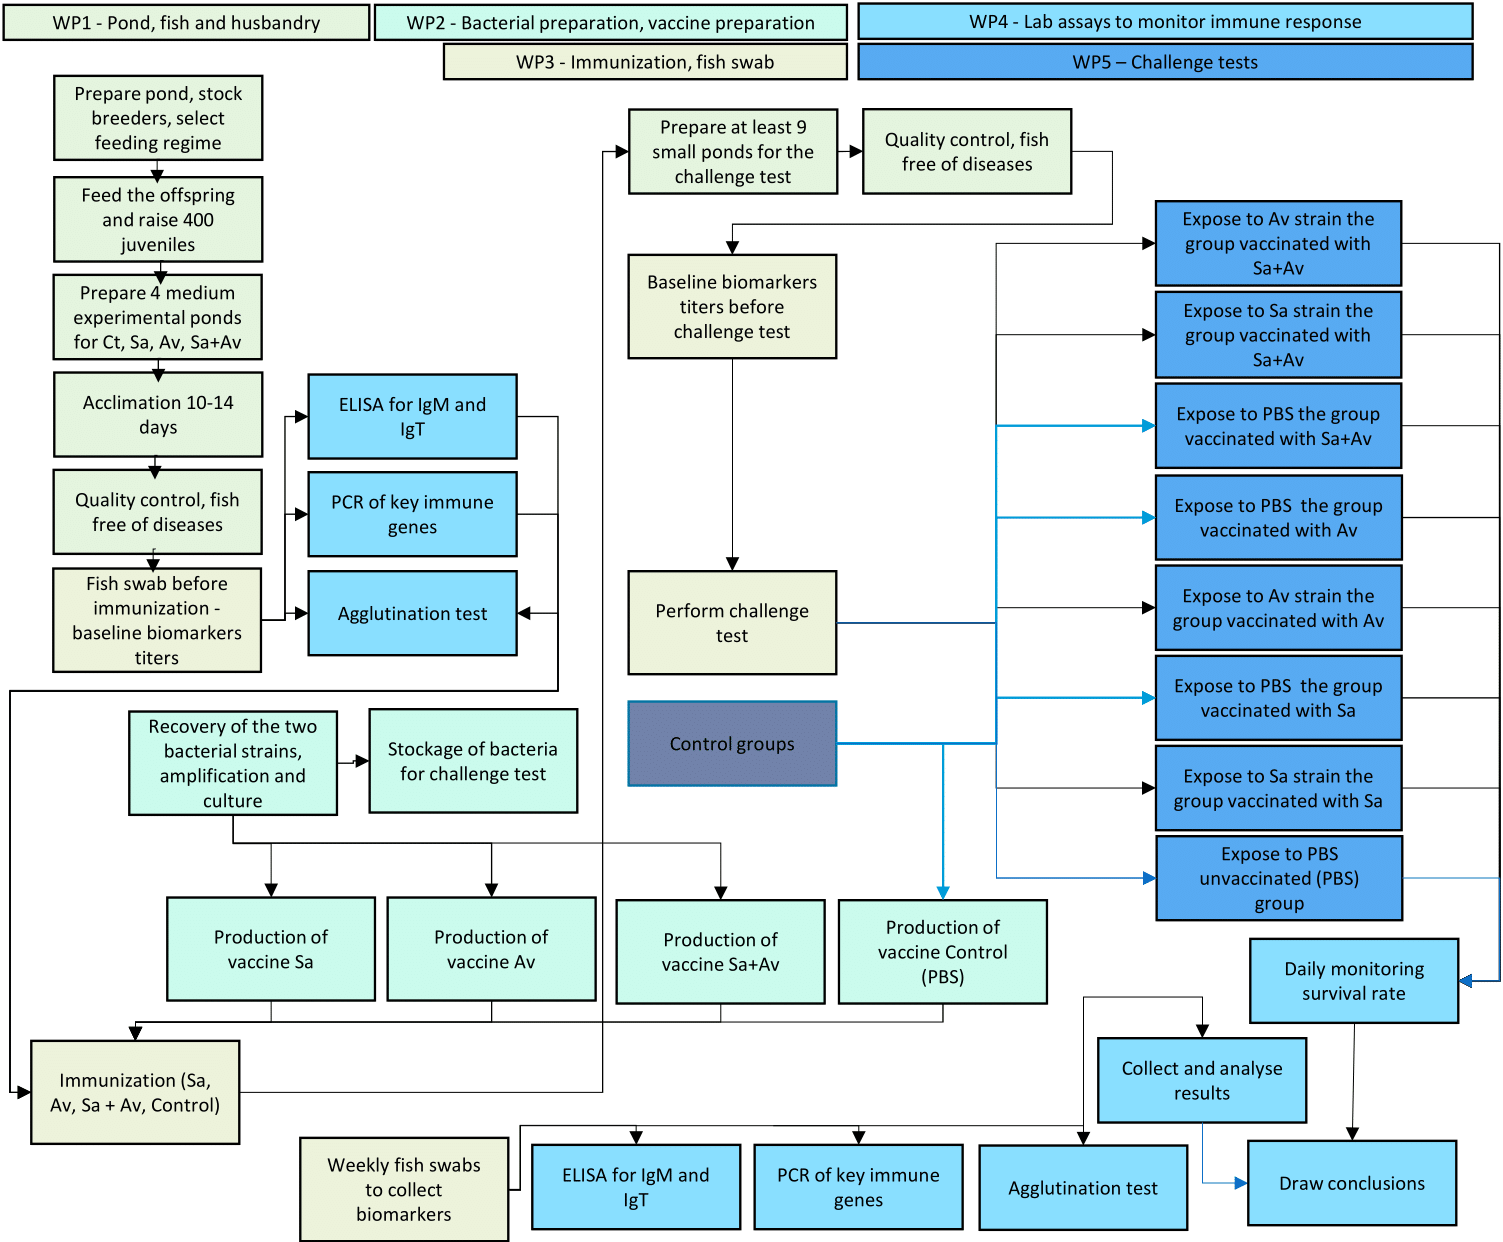 WP1 - Pond, fish and husbandry
WP2 - Bacterial preparation, vaccine preparation
WP4 - Lab assays to monitor immune response
WP3 - Immunization, fish swab
WP5 – Challenge tests
Prepare pond, stock
breeders, select
feeding regime
Feed the offspring
and raise 400
juveniles
Prepare 4 medium
experimental ponds
for Ct, Sa, Av, Sa+Av
Acclimation 10-14
days
Quality control, fish
free of diseases
Fish swab before
immunization -
baseline biomarkers
titers
ELISA for IgM and
IgT
PCR of key immune
genes
Agglutination test
Prepare at least 9
small ponds for the
challenge test
Quality control, fish
free of diseases
Baseline biomarkers
titers before
challenge test
Perform challenge
test
Control groups
Expose to Av strain the
group vaccinated with
Sa+Av
Expose to Sa strain the
group vaccinated with
Sa+Av
Expose to PBS the group
vaccinated with Sa+Av
Expose to PBS  the group
vaccinated with Av
Expose to Av strain the
group vaccinated with Av
Expose to PBS  the group
vaccinated with Sa
Expose to Sa strain the
group vaccinated with Sa
Expose to PBS
unvaccinated (PBS)
group
Recovery of the two
bacterial strains,
amplification and
culture
Stockage of bacteria
for challenge test
Production of
vaccine Sa
Production of
vaccine Av
Production of
vaccine Sa+Av
Production of
vaccine Control
(PBS)
Daily monitoring
survival rate
Immunization (Sa,
Av, Sa + Av, Control)
Collect and analyse
results
Weekly fish swabs
to collect
biomarkers
ELISA for IgM and
IgT
PCR of key immune
genes
Agglutination test
Draw conclusions